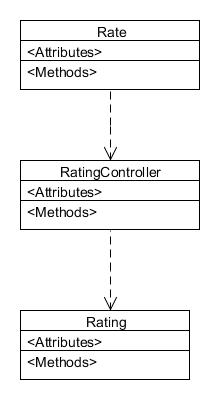 Rate
<Attributes>
<Methods>
RatingController
<Attributes>
<Methods>
Rating
<Attributes>
<Methods>